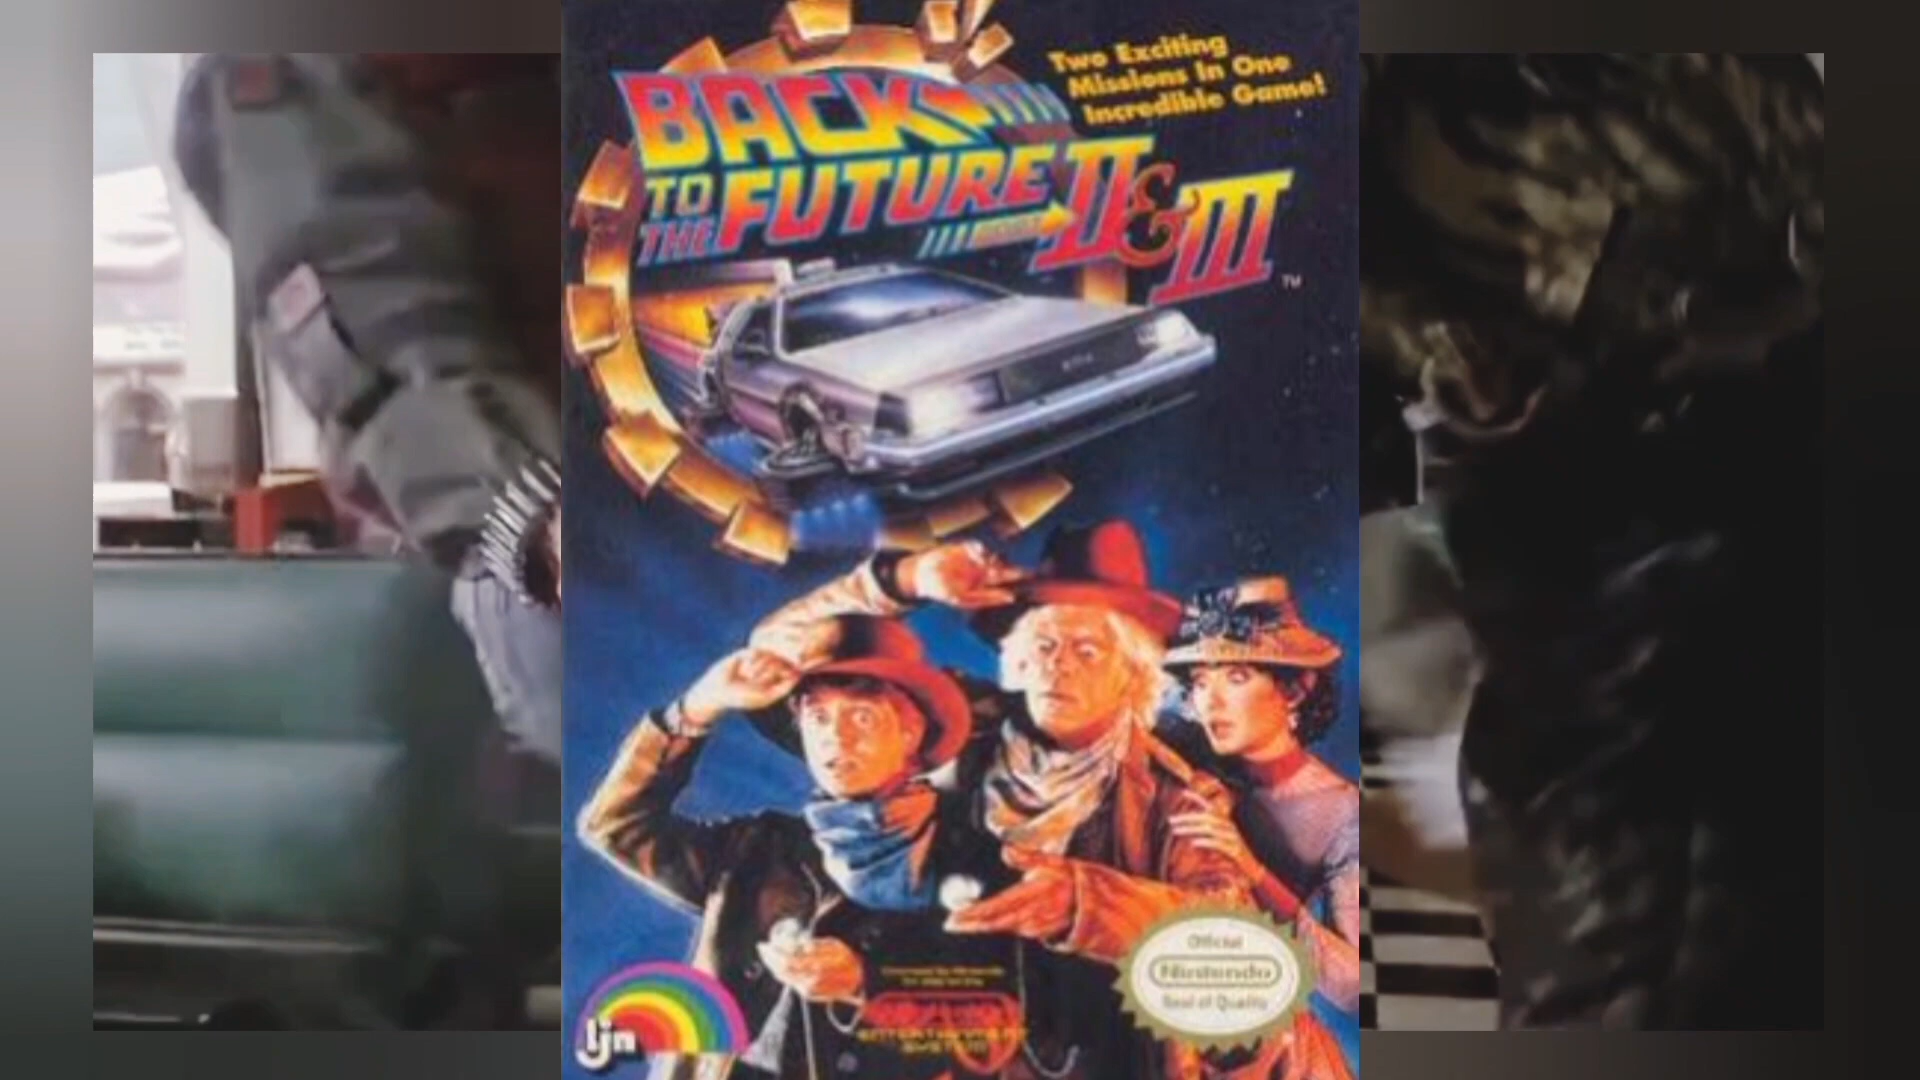 Two Exciting
Missions In One
Incredible Game!
BACK
TO THE FUTURE II & III
TM
Official
Nintendo
Seal of Quality
ljn